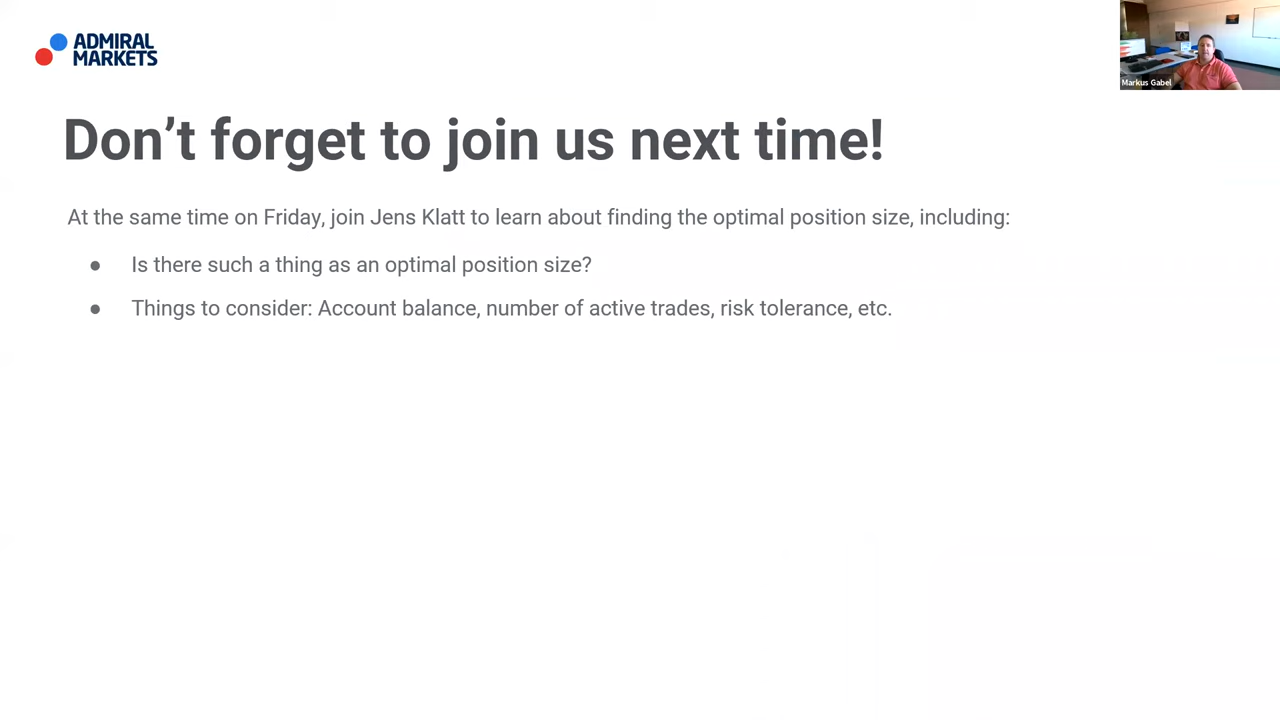 ADMIRAL
MARKETS
Markus Gabel
Don’t forget to join us next time!
At the same time on Friday, join Jens Klatt to learn about finding the optimal position size, including:
● Is there such a thing as an optimal position size?
● Things to consider: Account balance, number of active trades, risk tolerance, etc.